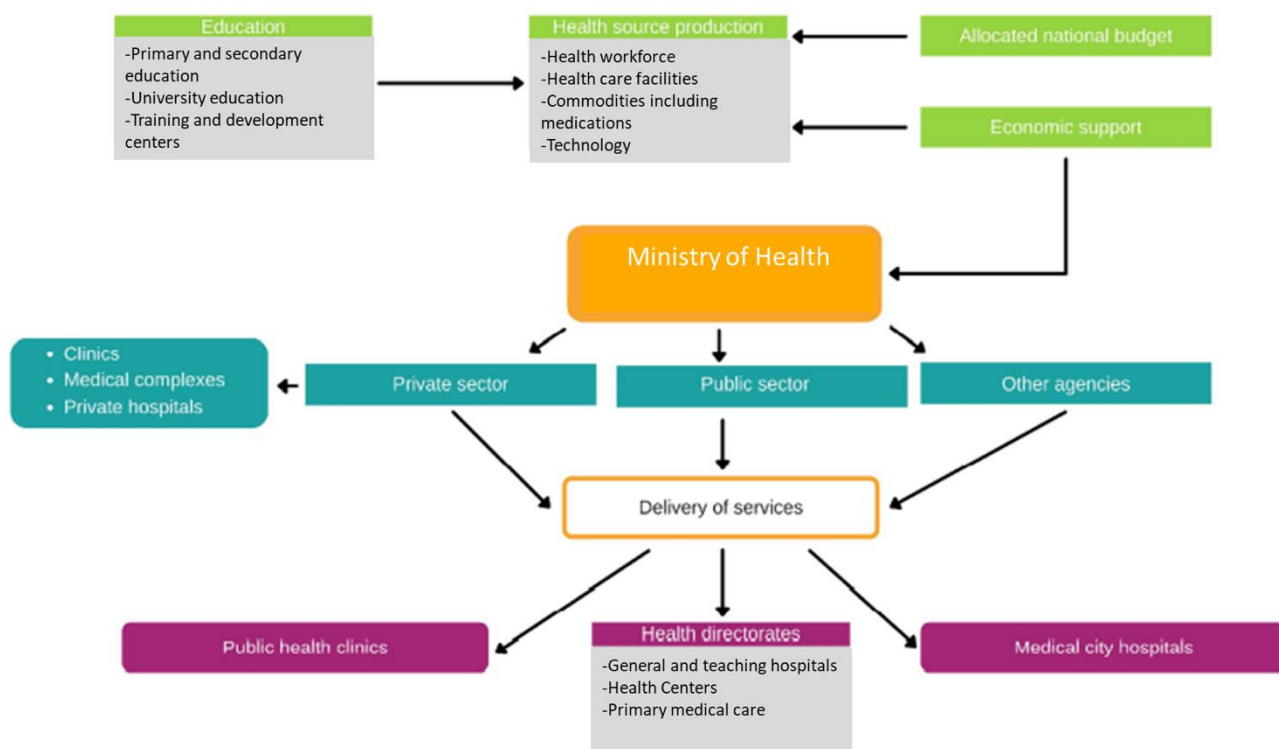 Education
-Primary and secondary
education
-University education
-Training and development
centers
Health source production
-Health workforce
-Health care facilities
-Commodities including
medications
-Technology
Allocated national budget
Economic support
Ministry of Health
• Clinics
• Medical complexes
• Private hospitals
Private sector
Public sector
Other agencies
Delivery of services
Public health clinics
Health directorates
-General and teaching hospitals
-Health Centers
-Primary medical care
Medical city hospitals